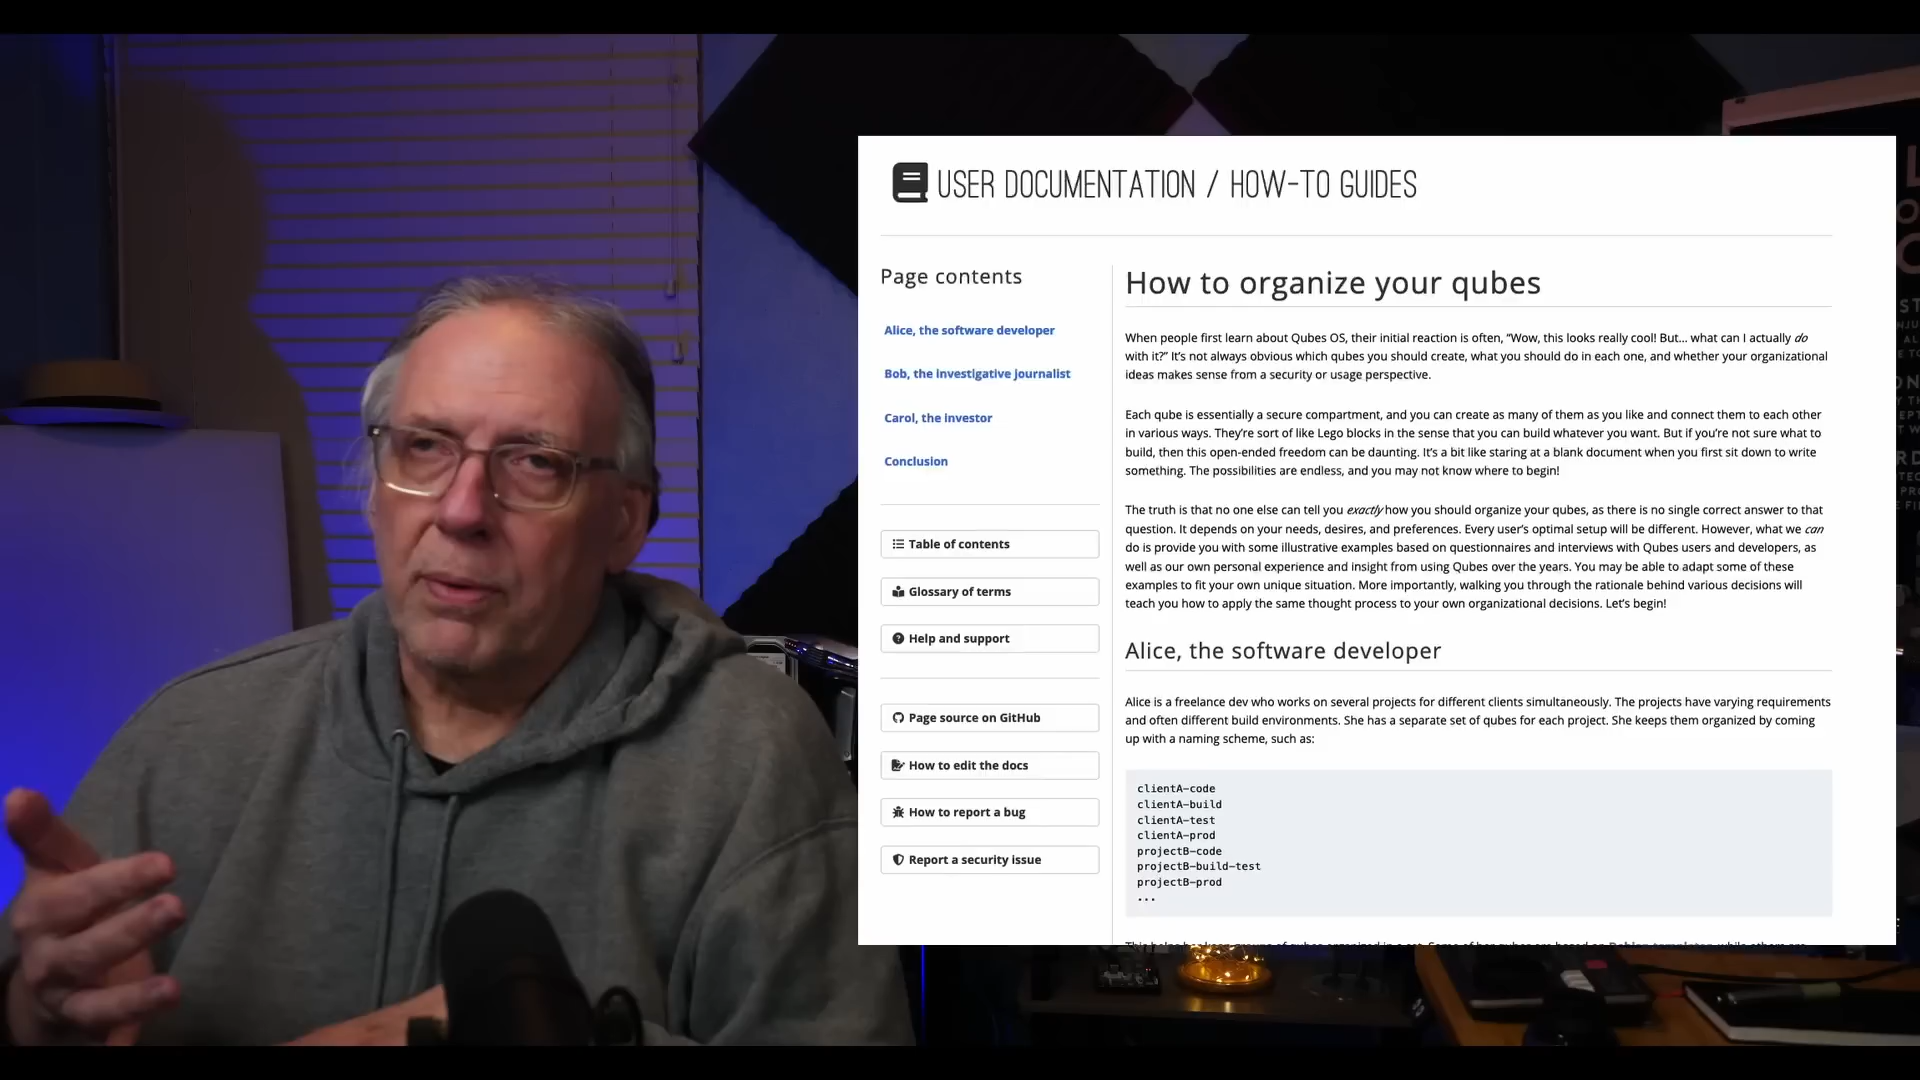 USER DOCUMENTATION / HOW-TO GUIDES
Page contents
Alice, the software developer
Bob, the investigative journalist
Carol, the investor
Conclusion
Table of contents
Glossary of terms
Help and support
Page source on GitHub
How to edit the docs
How to report a bug
Report a security issue
How to organize your qubes
When people first learn about Qubes OS, their initial reaction is often, “Wow, this looks really cool! But... what can I actually do
with it?” It’s not always obvious which qubes you should create, what you should do in each one, and whether your organizational
ideas makes sense from a security or usage perspective.
Each qube is essentially a secure compartment, and you can create as many of them as you like and connect them to each other
in various ways. They’re sort of like Lego blocks in the sense that you can build whatever you want. But if you’re not sure what to
build, then this open-ended freedom can be daunting. It’s a bit like staring at a blank document when you first sit down to write
something. The possibilities are endless, and you may not know where to begin!
The truth is that no one else can tell you exactly how you should organize your qubes, as there is no single correct answer to that
question. It depends on your needs, desires, and preferences. Every user’s optimal setup will be different. However, what we can
do is provide you with some illustrative examples based on questionnaires and interviews with Qubes users and developers, as
well as our own personal experience and insight from using Qubes over the years. You may be able to adapt some of these
examples to fit your own unique situation. More importantly, walking you through the rationale behind various decisions will
teach you how to apply the same thought process to your own organizational decisions. Let’s begin!
Alice, the software developer
Alice is a freelance dev who works on several projects for different clients simultaneously. The projects have varying requirements
and often different build environments. She has a separate set of qubes for each project. She keeps them organized by coming
up with a naming scheme, such as:
clientA-code
clientA-build
clientA-test
clientA-prod
projectB-code
projectB-build-test
projectB-prod
...